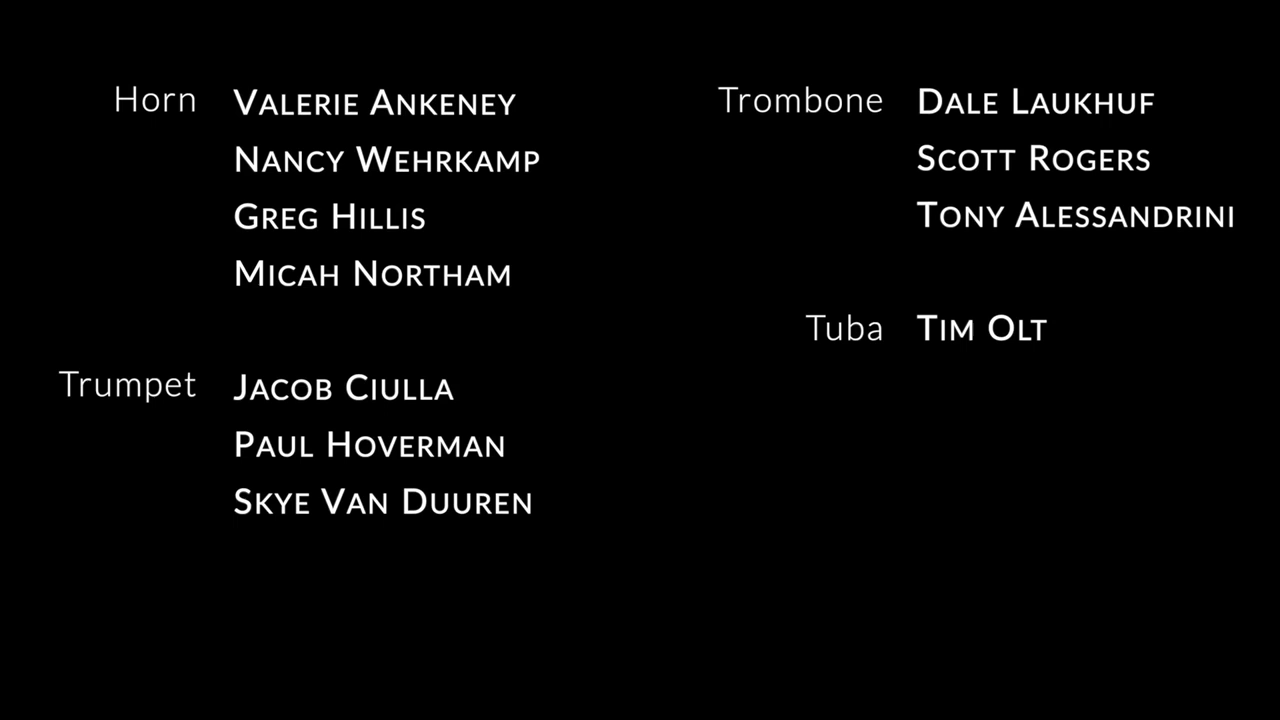 Horn VALERIE ANKENEY
NANCY WEHRKAMP
GREG HILLIS
MICAH NORTHAM
Trumpet JACOB CIULLA
PAUL HOVERMAN
SKYE VAN DUUREN
Trombone DALE LAUKHUF
SCOTT ROGERS
TONY ALESSANDRINI
Tuba TIM OLT